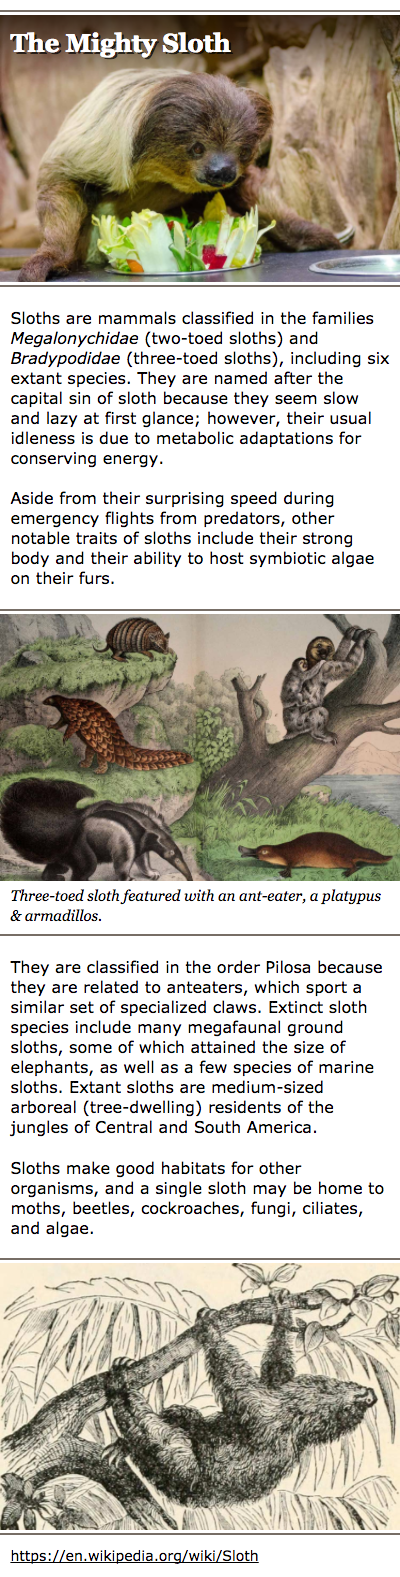 The Mighty Sloth
Sloths are mammals classified in the families
Megalonychidae (two-toed sloths) and
Bradypodidae (three-toed sloths), including six
extant species. They are named after the
capital sin of sloth because they seem slow
and lazy at first glance; however, their usual
idleness is due to metabolic adaptations for
conserving energy.
Aside from their surprising speed during
emergency flights from predators, other
notable traits of sloths include their strong
body and their ability to host symbiotic algae
on their furs.
Three-toed sloth featured with an ant-eater, a platypus
& armadillos.
They are classified in the order Pilosa because
they are related to anteaters, which sport a
similar set of specialized claws. Extinct sloth
species include many megafaunal ground
sloths, some of which attained the size of
elephants, as well as a few species of marine
sloths. Extant sloths are medium-sized
arboreal (tree-dwelling) residents of the
jungles of Central and South America.
Sloths make good habitats for other
organisms, and a single sloth may be home to
moths, beetles, cockroaches, fungi, ciliates,
and algae.
https://en.wikipedia.org/wiki/Sloth